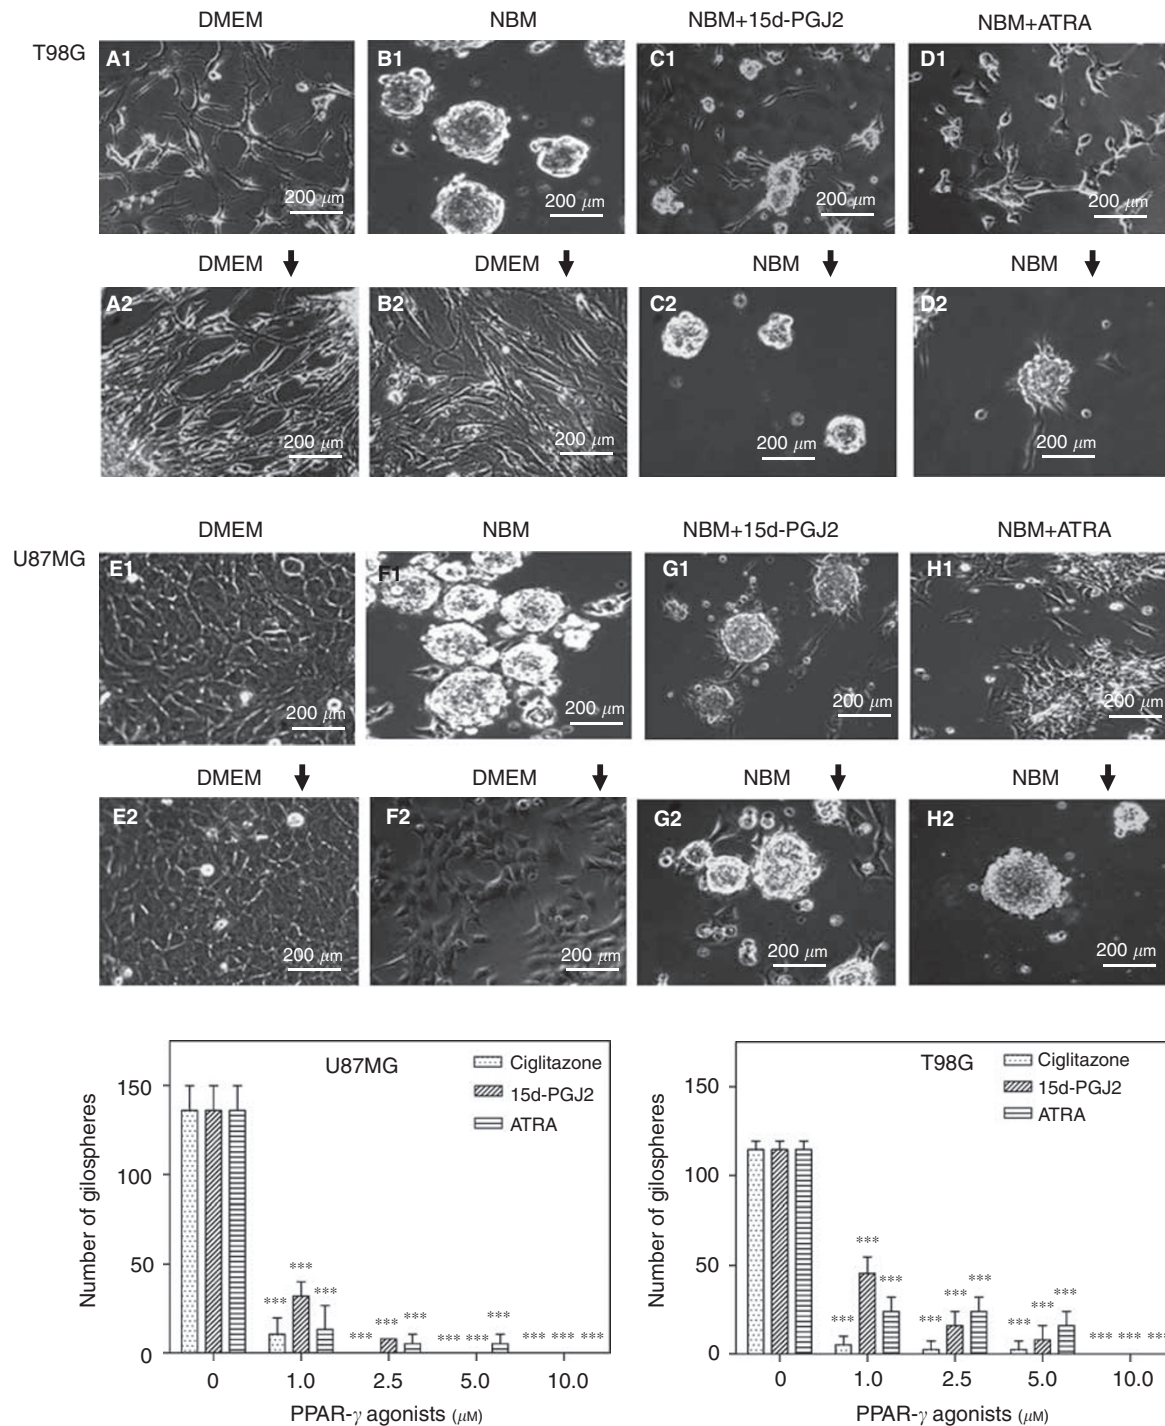 DMEM NBM NBM+15d-PGJ2 NBM+ATRA
T98G
A1 B1 C1 D1
200 μm 200 μm 200 μm 200 μm
DMEM DMEM NBM NBM
A2 B2 C2 D2
200 μm 200 μm 200 μm 200 μm
DMEM NBM NBM+15d-PGJ2 NBM+ATRA
U87MG
E1 F1 G1 H1
200 μm 200 μm 200 μm 200 μm
DMEM DMEM NBM NBM
E2 F2 G2 H2
200 μm 200 μm 200 μm 200 μm
U87MG
Ciglitazone
15d-PGJ2
ATRA
Number of gilospheres
150
100
50
0
*** *** ***
*** *** ***
*** *** ***
*** *** ***
0 1.0 2.5 5.0 10.0
PPAR-γ agonists (μM)
T98G
Ciglitazone
15d-PGJ2
ATRA
Number of gilospheres
150
100
50
0
*** *** ***
*** *** ***
*** *** ***
*** *** ***
0 1.0 2.5 5.0 10.0
PPAR-γ agonists (μM)